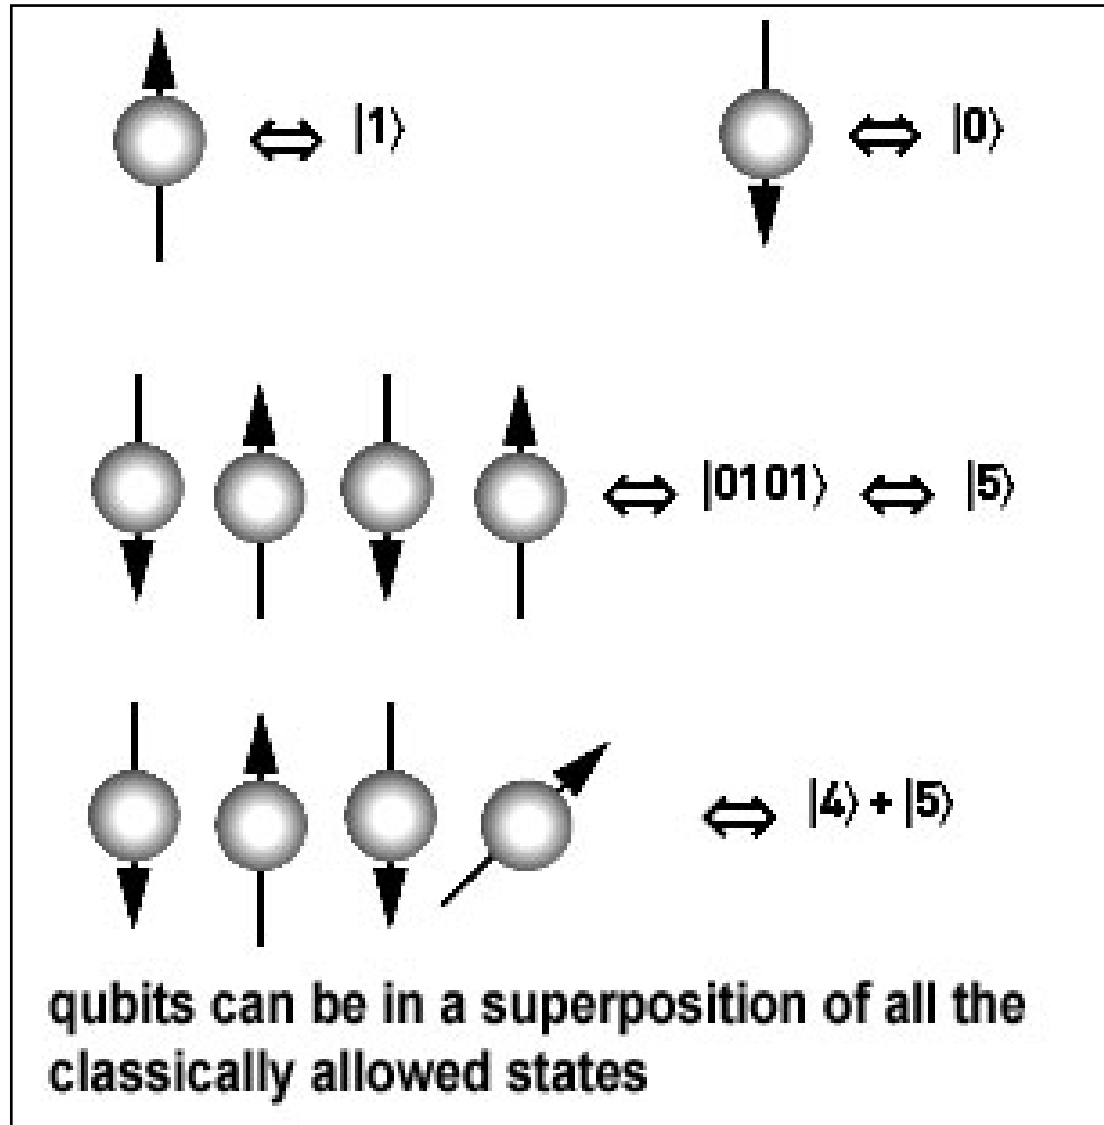 ⇔ |1⟩ ⇔ |0⟩
⇔ |0101⟩ ⇔ |5⟩
⇔ |4⟩ + |5⟩
qubits can be in a superposition of all the
classically allowed states